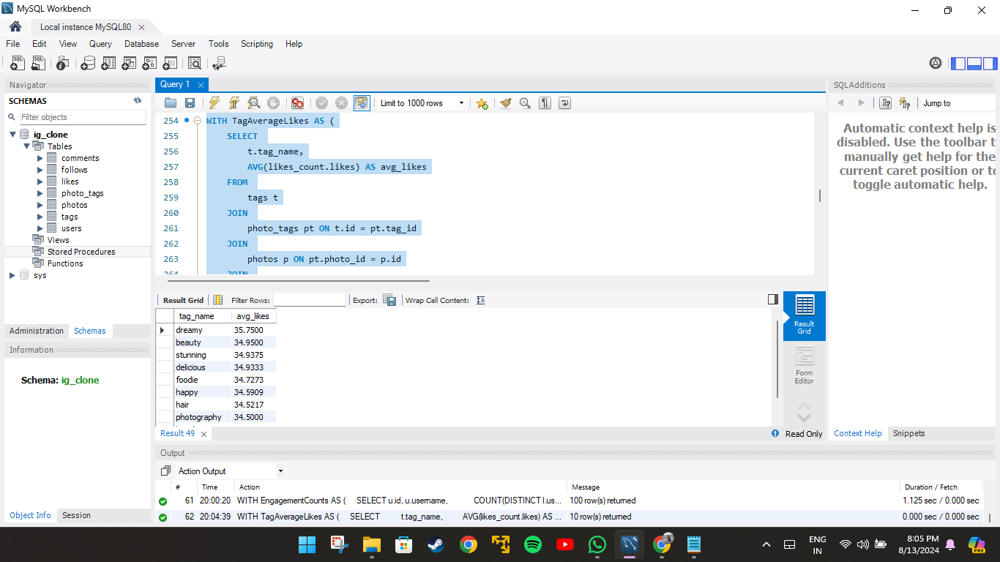 MySQL Workbench
Local instance MySQL80
File Edit View Query Database Server Tools Scripting Help
Navigator
SCHEMAS
Filter objects
ig_clone
Tables
comments
follows
likes
photo_tags
photos
tags
users
Views
Stored Procedures
Functions
sys
Administration Schemas
Information
Schema: ig_clone
Object Info Session
Query 1
Limit to 1000 rows
254 WITH TagAverageLikes AS (
255 SELECT
256 t.tag_name,
257 AVG(likes_count.likes) AS avg_likes
258 FROM
259 tags t
260 JOIN
261 photo_tags pt ON t.id = pt.tag_id
262 JOIN
263 photos p ON pt.photo_id = p.id
264 JOIN
Result Grid Filter Rows: Export: Wrap Cell Content:
tag_name avg_likes
dreamy 35.7500
beauty 34.9500
stunning 34.9375
delicious 34.9333
foodie 34.7273
happy 34.5909
hair 34.5217
photography 34.5000
Result Grid
Form Editor
Result 49
Read Only
SQLAdditions
Jump to
Automatic context help is
disabled. Use the toolbar t
manually get help for the
current caret position or to
toggle automatic help.
Context Help Snippets
Output
Action Output
# Time Action Message Duration / Fetch
61 20:00:20 WITH EngagementCounts AS ( SELECT u.id, u.username, COUNT(DISTINCT l.us... 100 row(s) returned 1.125 sec / 0.000 sec
62 20:04:39 WITH TagAverageLikes AS ( SELECT t.tag_name, AVG(likes_count.likes) AS ... 10 row(s) returned 0.000 sec / 0.000 sec
ENG
IN
8:05 PM
8/13/2024
PRE